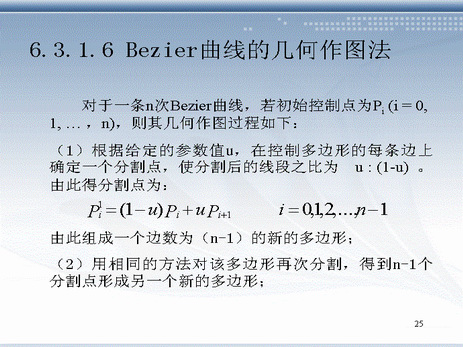 6.3.1.6 Bezier曲线的几何作图法
对于一条n次Bezier曲线，若初始控制点为Pi (i = 0,
1, … ，n)，则其几何作图过程如下：
（1）根据给定的参数值u，在控制多边形的每条边上
确定一个分割点，使分割后的线段之比为 u : (1-u) 。
由此得分割点为：
P_i^1=(1−u)P_i+uP_{i+1} i=0,1,2,…,n−1
由此组成一个边数为（n-1）的新的多边形；
（2）用相同的方法对该多边形再次分割，得到n-1个
分割点形成另一个新的多边形；
25